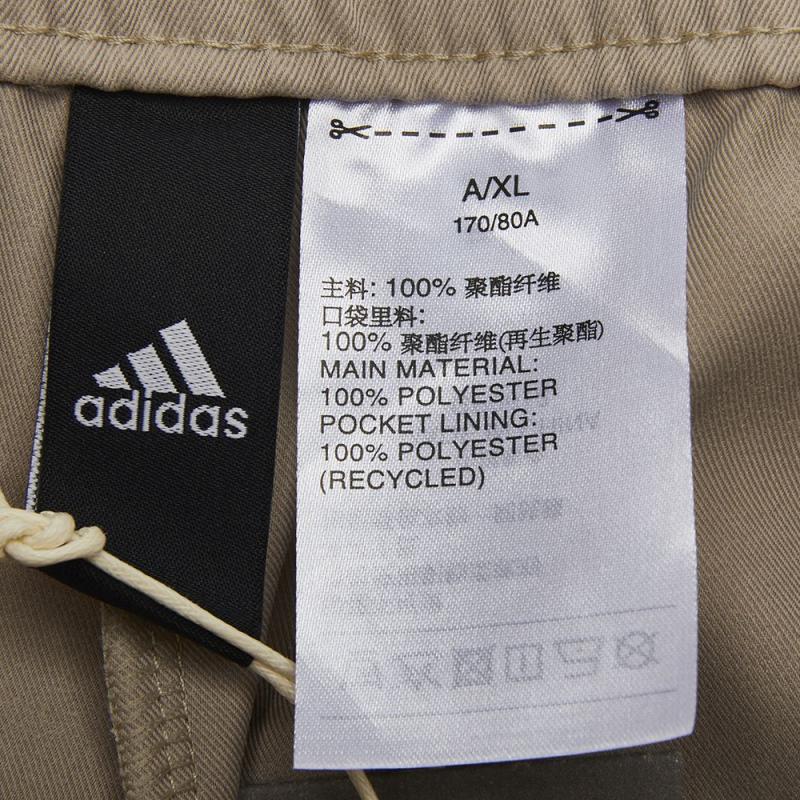 adidas
A/XL
170/80A
主料: 100% 聚酯纤维
口袋里料:
100% 聚酯纤维(再生聚酯)
MAIN MATERIAL:
100% POLYESTER
POCKET LINING:
100% POLYESTER
(RECYCLED)